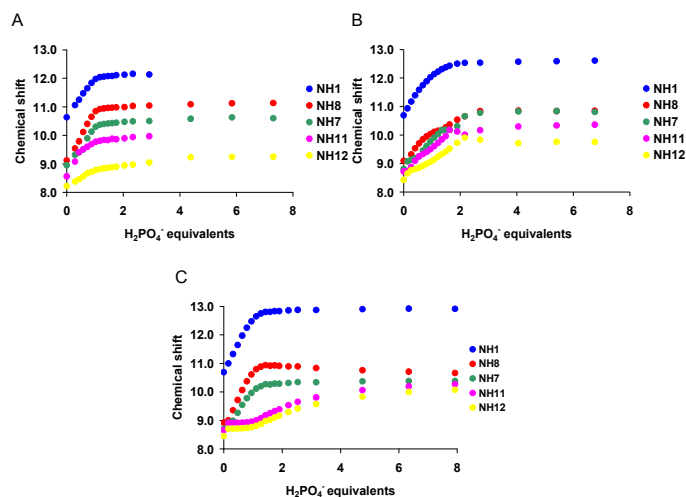 A
Chemical shift
13.0
12.0
11.0
10.0
9.0
8.0
0
2
4
6
8
H₂PO₄⁻ equivalents
NH1
NH8
NH7
NH11
NH12
B
Chemical shift
13.0
12.0
11.0
10.0
9.0
8.0
0
2
4
6
8
H₂PO₄⁻ equivalents
NH1
NH8
NH7
NH11
NH12
C
Chemical shift
13.0
12.0
11.0
10.0
9.0
8.0
0
2
4
6
8
H₂PO₄⁻ equivalents
NH1
NH8
NH7
NH11
NH12